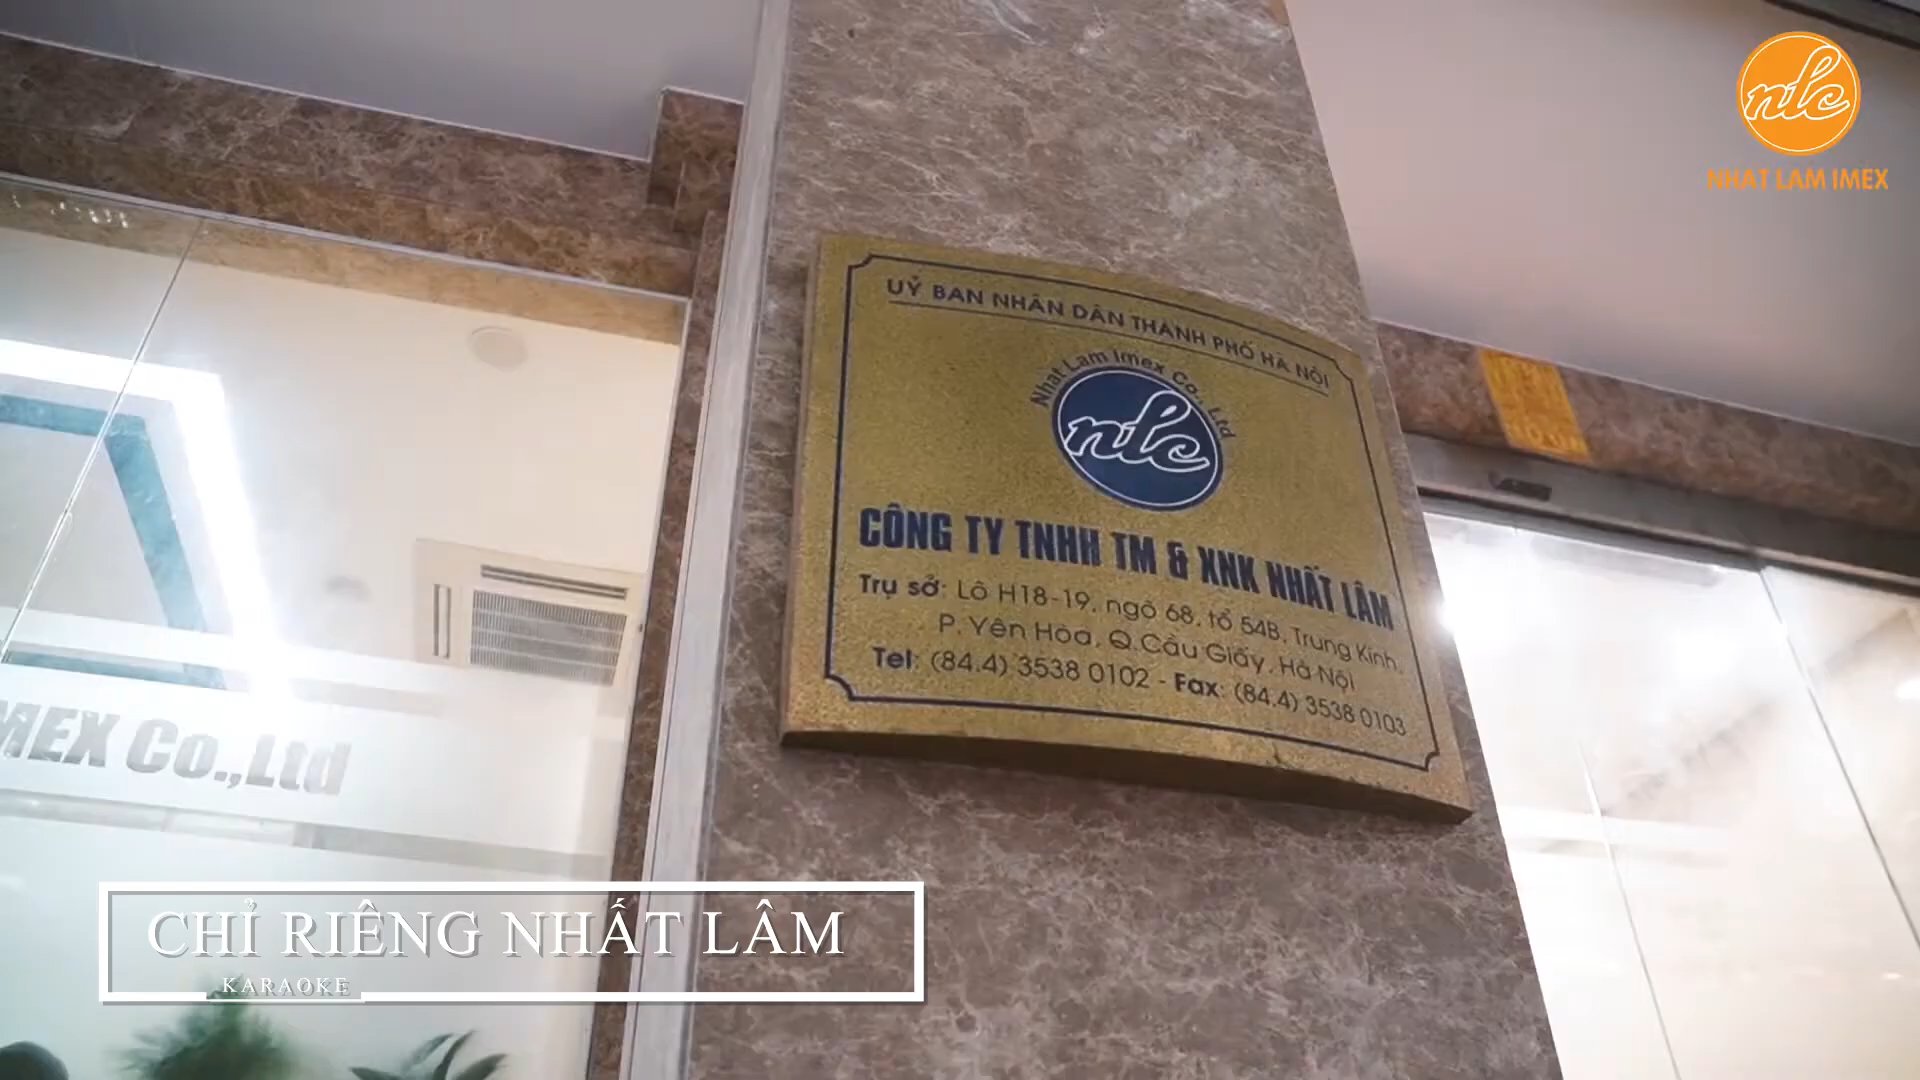 nlc
NHAT LAM IMEX
UỶ BAN NHÂN DÂN THÀNH PHỐ HÀ NỘI
Nhat Lam Imex Co., Ltd
nlc
CÔNG TY TNHH TM & XNK NHẤT LÂM
Trụ sở: Lô H18-19, ngõ 68, tổ 54B, Trung Kính,
P. Yên Hòa, Q.Cầu Giấy, Hà Nội
Tel: (84.4) 3538 0102 - Fax: (84.4) 3538 0103
MEX Co.,Ltd
CHỈ RIÊNG NHẤT LÂM
KARAOKE